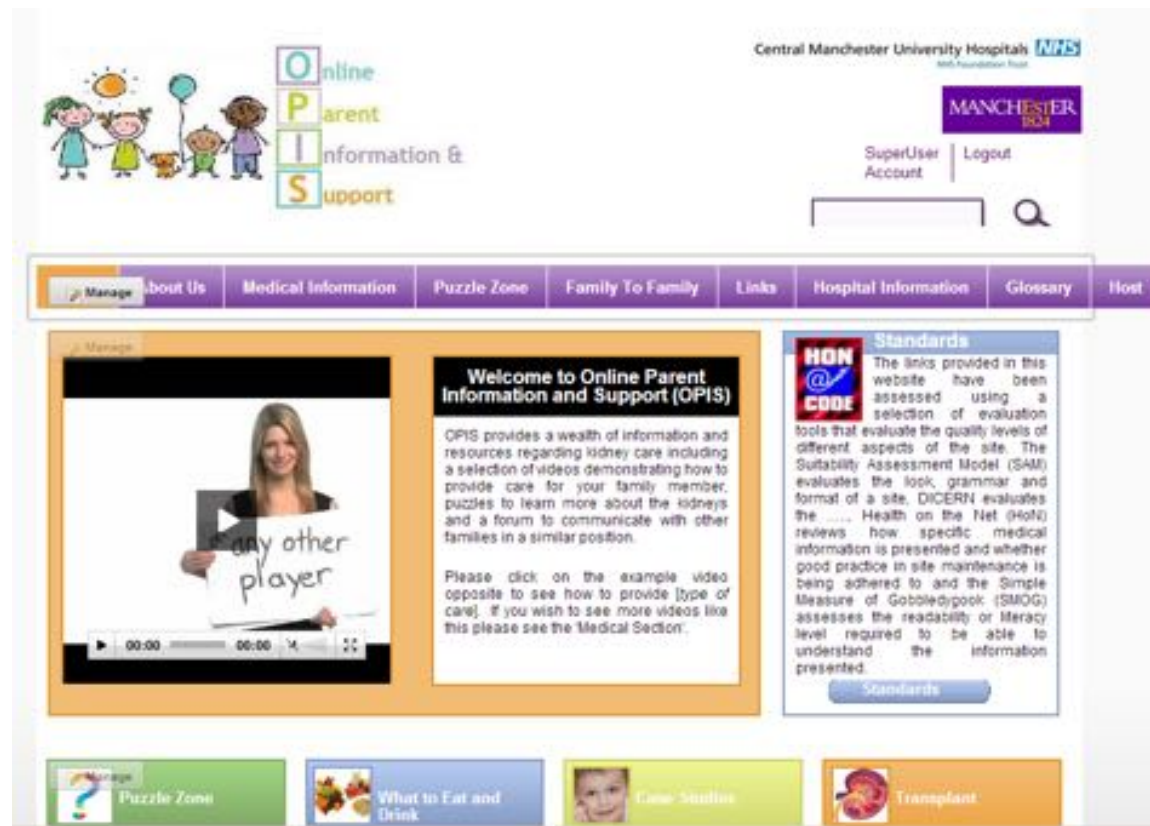 Online
Parent
Information &
Support
Central Manchester University Hospitals NHS
NHS Foundation Trust
MANCHESTER
1824
SuperUser Account
Logout
Manage
About Us
Medical Information
Puzzle Zone
Family To Family
Links
Hospital Information
Glossary
Host
Manage
any other
player
00:00
00:00
Welcome to Online Parent
Information and Support (OPIS)
OPIS provides a wealth of information and
resources regarding kidney care including
a selection of videos demonstrating how to
provide care for your family member,
puzzles to learn more about the kidneys
and a forum to communicate with other
families in a similar position.
Please click on the example video
opposite to see how to provide [type of
care]. If you wish to see more videos like
this please see the 'Medical Section'.
HON
@
CODE
Standards
The links provided in this
website have been
assessed using a
selection of evaluation
tools that evaluate the quality levels of
different aspects of the site. The
Suitability Assessment Model (SAM)
evaluates the look, grammar and
format of a site, DICERN evaluates
the ....., Health on the Net (HoN)
reviews how specific medical
information is presented and whether
good practice in site maintenance is
being adhered to and the Simple
Measure of Gobbledygook (SMOG)
assesses the readability or literacy
level required to be able to
understand the information
presented.
Standards
Manage
Puzzle Zone
What to Eat and
Drink
Case Studies
Transplant